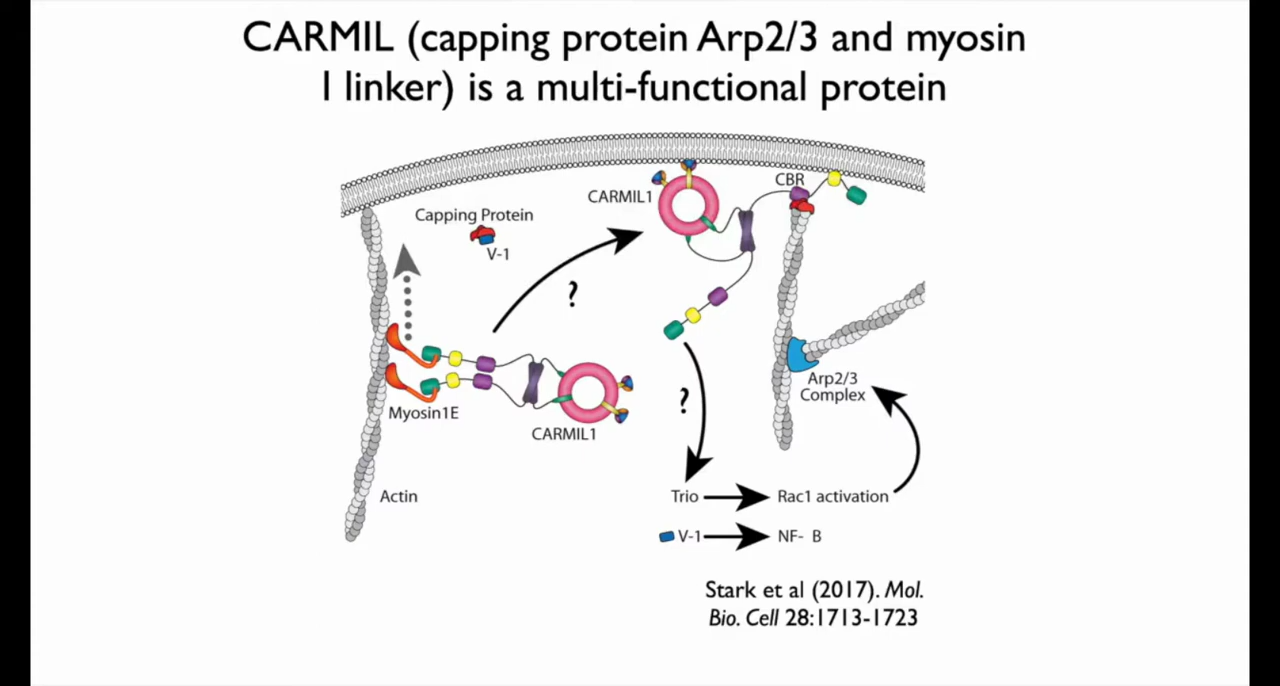 CARMIL (capping protein Arp2/3 and myosin
I linker) is a multi-functional protein
CBR
CARMIL1
Capping Protein
V-1
?
Myosin1E
CARMIL1
?
Arp2/3
Complex
Actin
Trio
Rac1 activation
V-1
NF- B
Stark et al (2017). Mol.
Bio. Cell 28:1713-1723